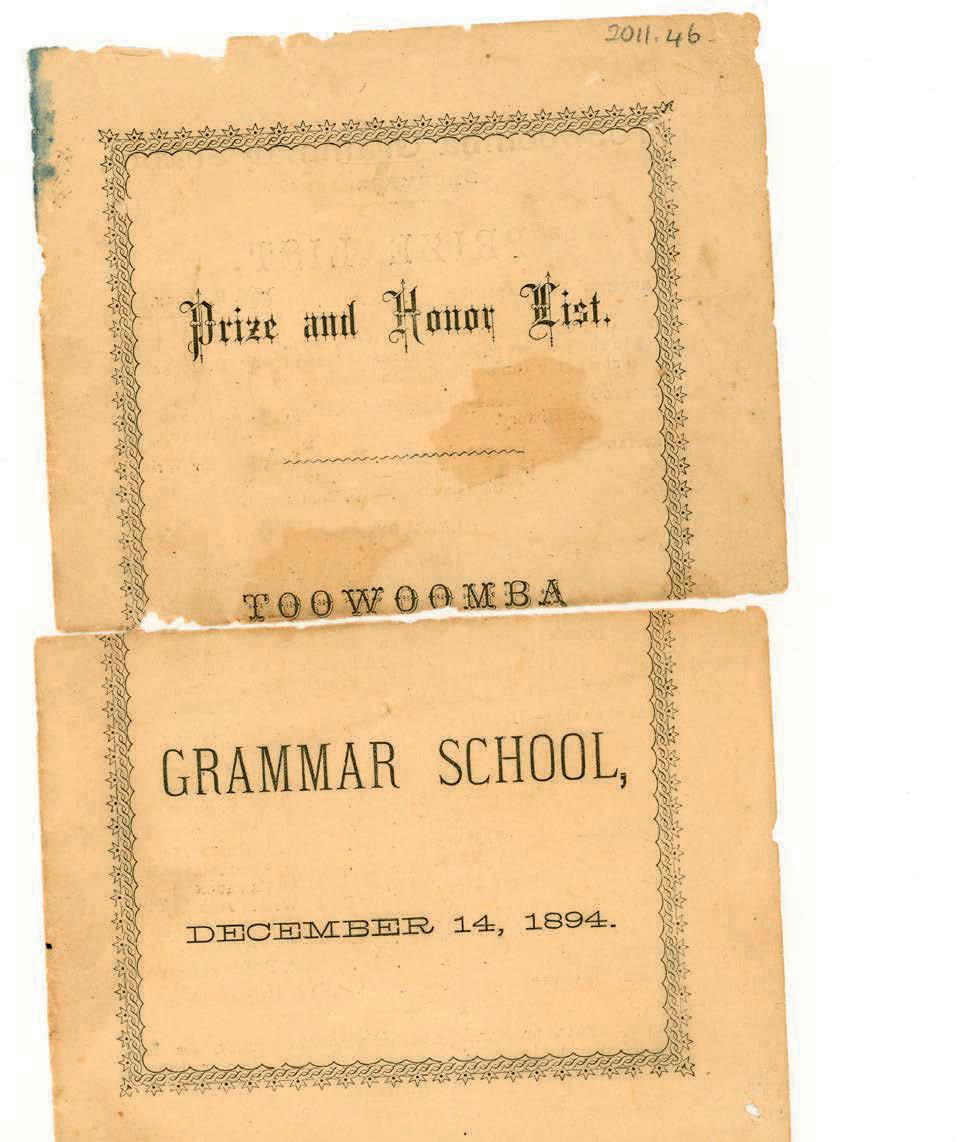 2011.46
Prize and Honor List.
TOOWOOMBA
GRAMMAR SCHOOL,
DECEMBER 14, 1894.